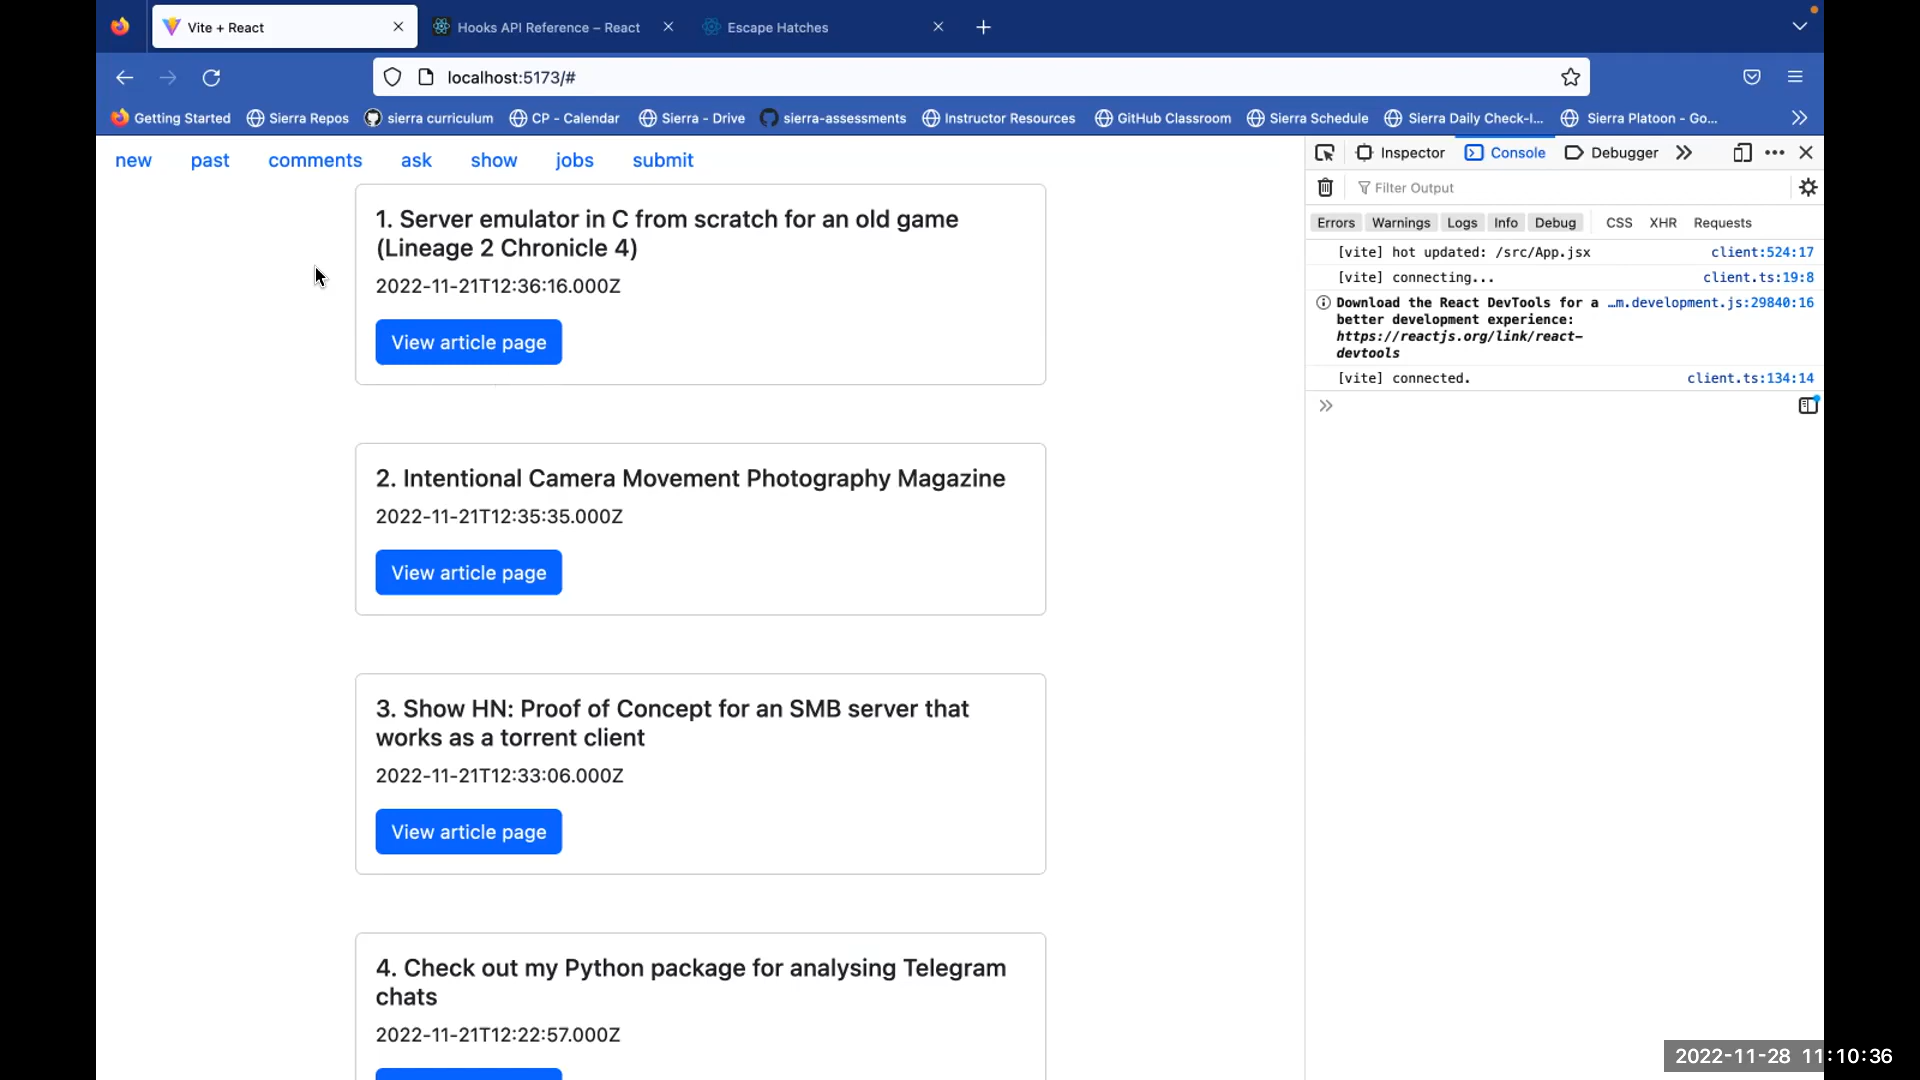 Vite + React
Hooks API Reference – React
Escape Hatches
localhost:5173/#
Getting Started
Sierra Repos
sierra curriculum
CP - Calendar
Sierra - Drive
sierra-assessments
Instructor Resources
GitHub Classroom
Sierra Schedule
Sierra Daily Check-I...
Sierra Platoon - Go...
new past comments ask show jobs submit
1. Server emulator in C from scratch for an old game
(Lineage 2 Chronicle 4)
2022-11-21T12:36:16.000Z
View article page
2. Intentional Camera Movement Photography Magazine
2022-11-21T12:35:35.000Z
View article page
3. Show HN: Proof of Concept for an SMB server that
works as a torrent client
2022-11-21T12:33:06.000Z
View article page
4. Check out my Python package for analysing Telegram
chats
2022-11-21T12:22:57.000Z
Inspector Console Debugger
Filter Output
Errors Warnings Logs Info Debug CSS XHR Requests
[vite] hot updated: /src/App.jsx client:524:17
[vite] connecting... client.ts:19:8
Download the React DevTools for a …m.development.js:29840:16
better development experience:
https://reactjs.org/link/react-
devtools
[vite] connected. client.ts:134:14
2022-11-28 11:10:36